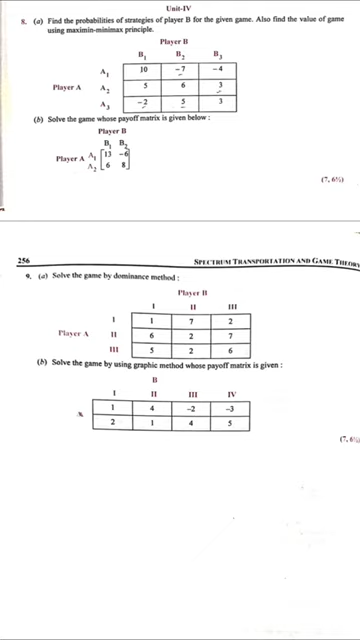 Unit-IV
8. (a) Find the probabilities of strategies of player B for the given game. Also find the value of game
using maximin-minimax principle.
Player B
B1 B2 B3
A1 10 -7 -4
Player A A2 5 6 3
A3 -2 5 3
(b) Solve the game whose payoff matrix is given below :
Player B
B1 B2
Player A A1 [13 -6]
A2 [6 8]
(7, 6½)
256 SPECTRUM TRANSPORTATION AND GAME THEORY
9. (a) Solve the game by dominance method :
Player B
I II III
I 1 7 2
Player A II 6 2 7
III 5 2 6
(b) Solve the game by using graphic method whose payoff matrix is given :
B
I II III IV
1 4 -2 -3
A
2 1 4 5
(7, 6½)